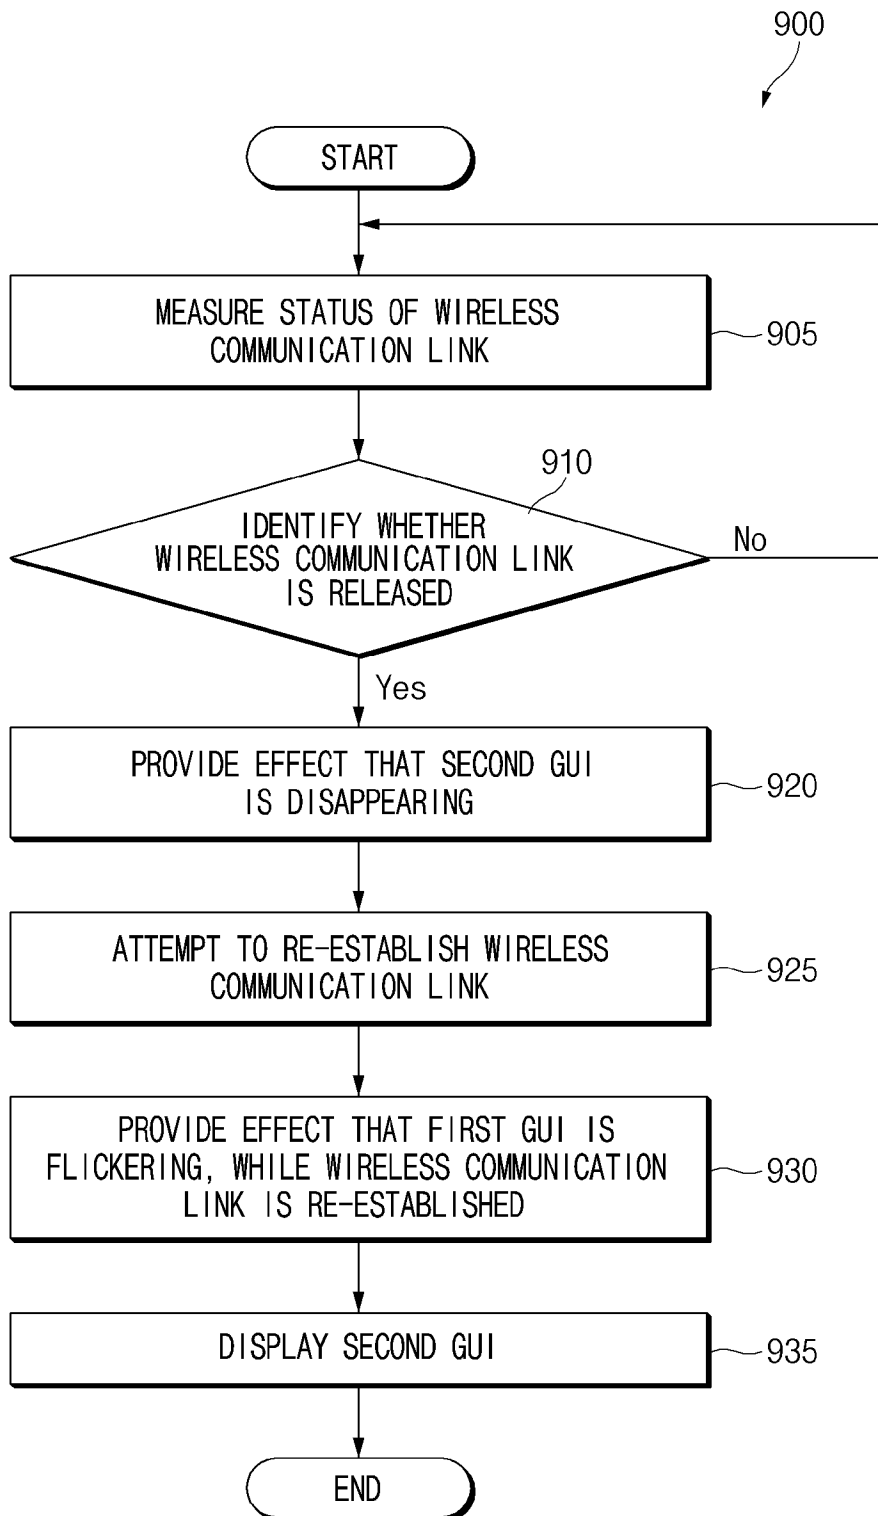 900
START
MEASURE STATUS OF WIRELESS
COMMUNICATION LINK
905
910
IDENTIFY WHETHER
WIRELESS COMMUNICATION LINK
IS RELEASED
No
Yes
PROVIDE EFFECT THAT SECOND GUI
IS DISAPPEARING
920
ATTEMPT TO RE-ESTABLISH WIRELESS
COMMUNICATION LINK
925
PROVIDE EFFECT THAT FIRST GUI IS
FLICKERING, WHILE WIRELESS COMMUNICATION
LINK IS RE-ESTABLISHED
930
DISPLAY SECOND GUI
935
END